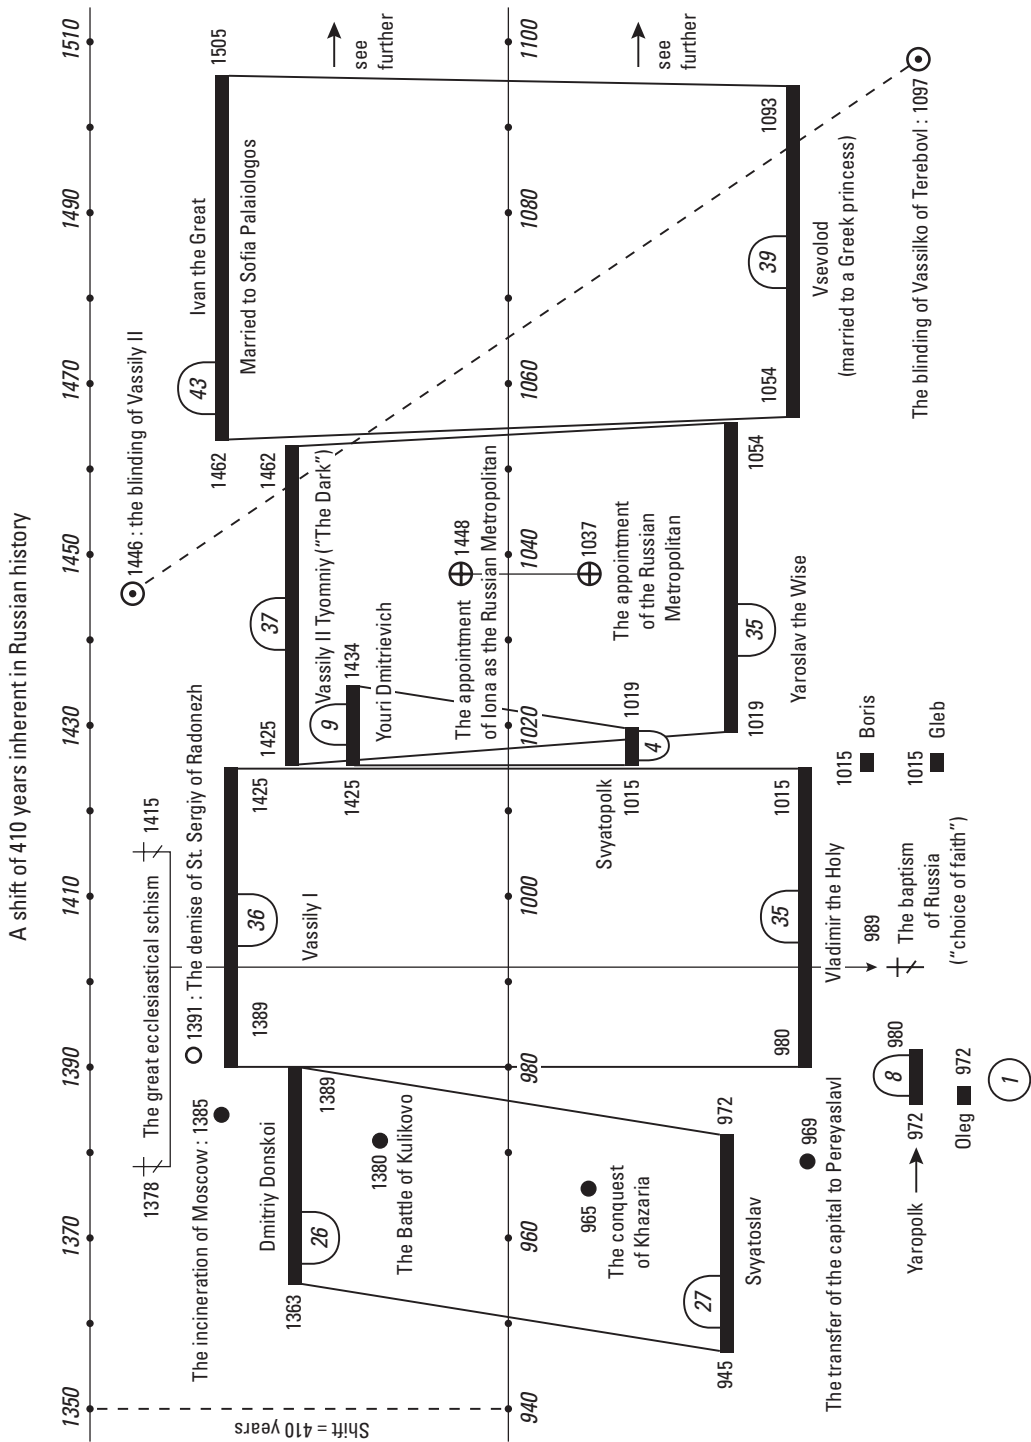 A shift of 410 years inherent in Russian history
1350
1370
1390
1410
1430
1450
1470
1490
1510
Shift = 410 years
1378
The great ecclesiastical schism
1415
1446 : the blinding of Vassily II
The incineration of Moscow : 1385
1391 : The demise of St. Sergiy of Radonezh
Dmitriy Donskoi
1363
26
1389
1380
The Battle of Kulikovo
1389
36
1425
Vassily I
37
1425
1462
Vassily II Tyomniy ("The Dark")
9
1425
1434
Youri Dmitrievich
43
Ivan the Great
1462
1505
Married to Sofia Palaiologos
see
further
1448
The appointment
of Iona as the Russian Metropolitan
940
960
980
1000
1020
1040
1060
1080
1100
965
The conquest
of Khazaria
1037
The appointment
of the Russian
Metropolitan
see
further
Svyatopolk
1015
1019
4
27
945
972
Svyatoslav
35
1019
1054
Yaroslav the Wise
35
980
1015
Vladimir the Holy
39
1054
1093
Vsevolod
(married to a Greek princess)
969
The transfer of the capital to Pereyaslavl
989
The baptism
of Russia
("choice of faith")
1015
Boris
1015
Gleb
The blinding of Vassilko of Terebovl : 1097
Yaropolk
972
8
980
Oleg
972
1